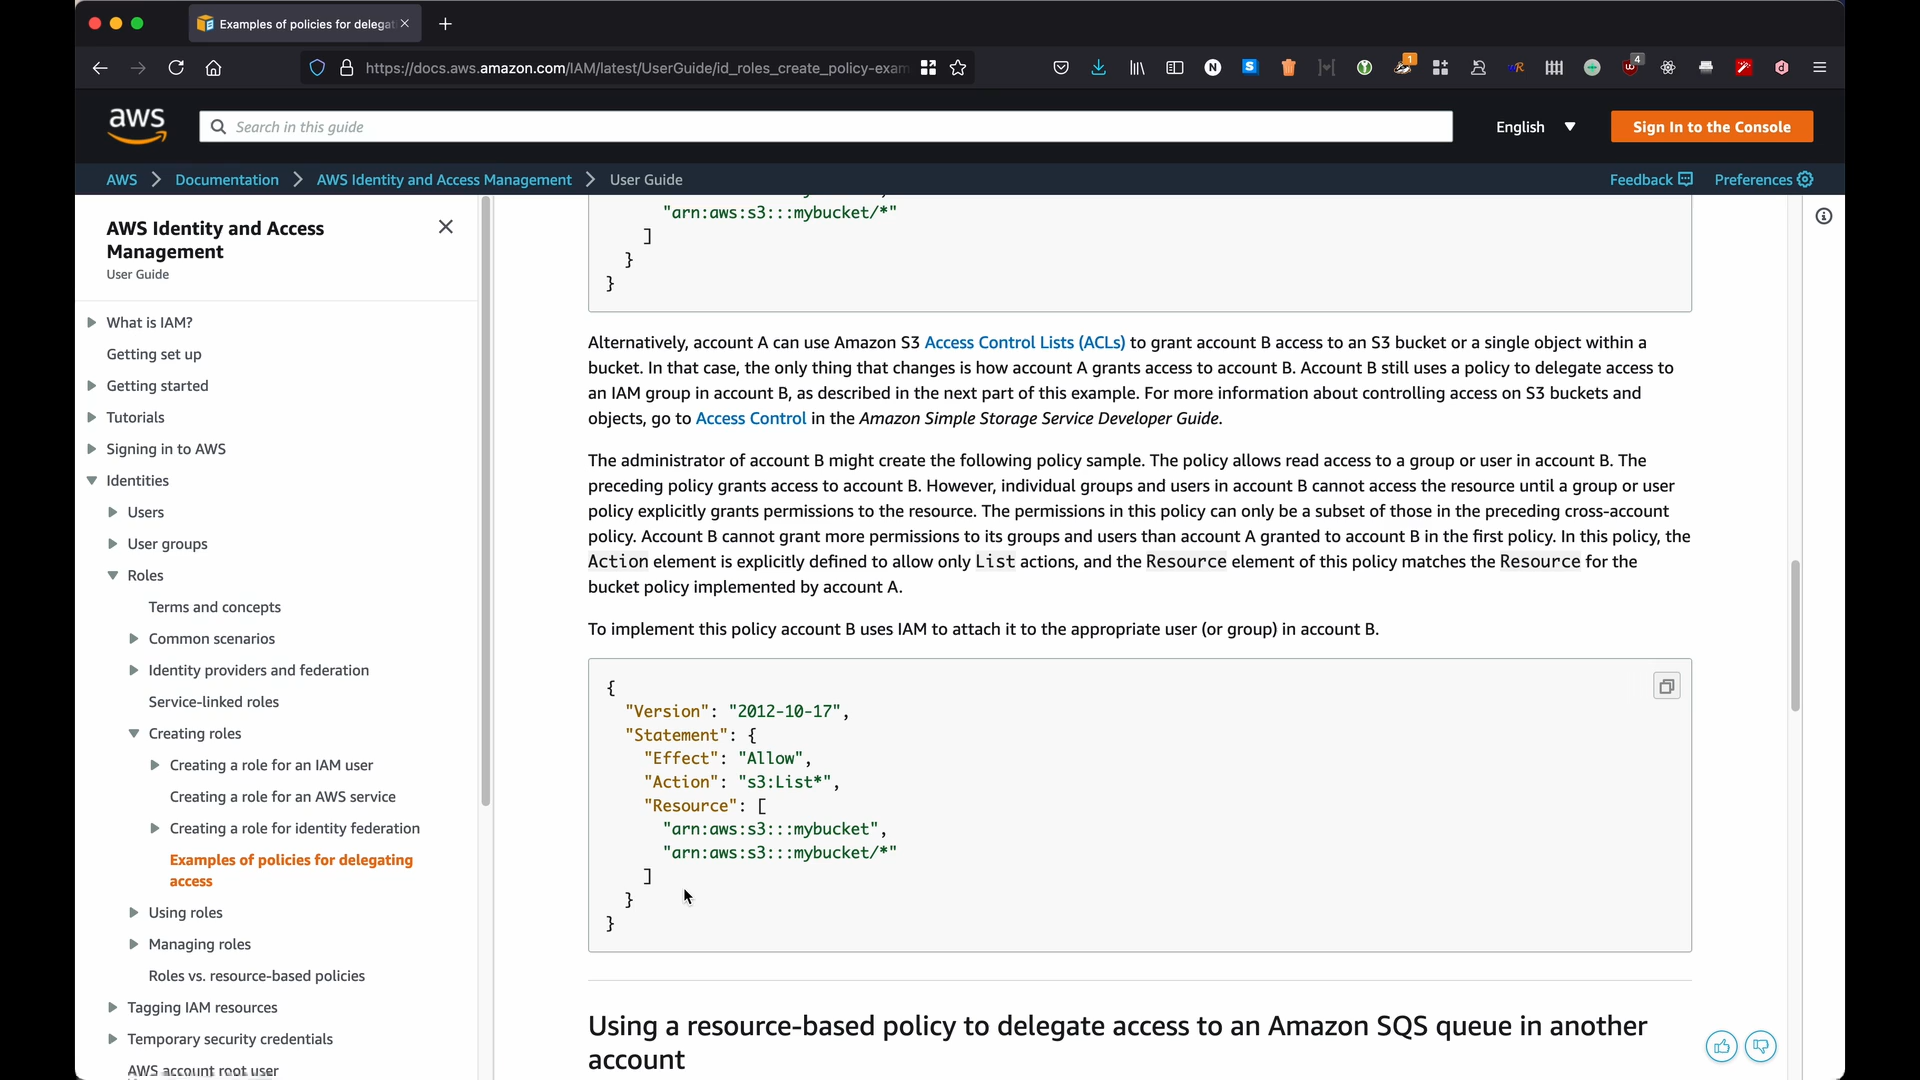 Examples of policies for delega
https://docs.aws.amazon.com/IAM/latest/UserGuide/id_roles_create_policy-exam
1
4
aws
Search in this guide
English
Sign In to the Console
AWS
Documentation
AWS Identity and Access Management
User Guide
Feedback
Preferences
AWS Identity and Access
Management
User Guide
What is IAM?
Getting set up
Getting started
Tutorials
Signing in to AWS
Identities
Users
User groups
Roles
Terms and concepts
Common scenarios
Identity providers and federation
Service-linked roles
Creating roles
Creating a role for an IAM user
Creating a role for an AWS service
Creating a role for identity federation
Examples of policies for delegating
access
Using roles
Managing roles
Roles vs. resource-based policies
Tagging IAM resources
Temporary security credentials
AWS account root user
"arn:aws:s3:::mybucket/*"
]
}
}
Alternatively, account A can use Amazon S3 Access Control Lists (ACLs) to grant account B access to an S3 bucket or a single object within a
bucket. In that case, the only thing that changes is how account A grants access to account B. Account B still uses a policy to delegate access to
an IAM group in account B, as described in the next part of this example. For more information about controlling access on S3 buckets and
objects, go to Access Control in the Amazon Simple Storage Service Developer Guide.
The administrator of account B might create the following policy sample. The policy allows read access to a group or user in account B. The
preceding policy grants access to account B. However, individual groups and users in account B cannot access the resource until a group or user
policy explicitly grants permissions to the resource. The permissions in this policy can only be a subset of those in the preceding cross-account
policy. Account B cannot grant more permissions to its groups and users than account A granted to account B in the first policy. In this policy, the
Action element is explicitly defined to allow only List actions, and the Resource element of this policy matches the Resource for the
bucket policy implemented by account A.
To implement this policy account B uses IAM to attach it to the appropriate user (or group) in account B.
{
"Version": "2012-10-17",
"Statement": {
"Effect": "Allow",
"Action": "s3:List*",
"Resource": [
"arn:aws:s3:::mybucket",
"arn:aws:s3:::mybucket/*"
]
}
}
Using a resource-based policy to delegate access to an Amazon SQS queue in another
account